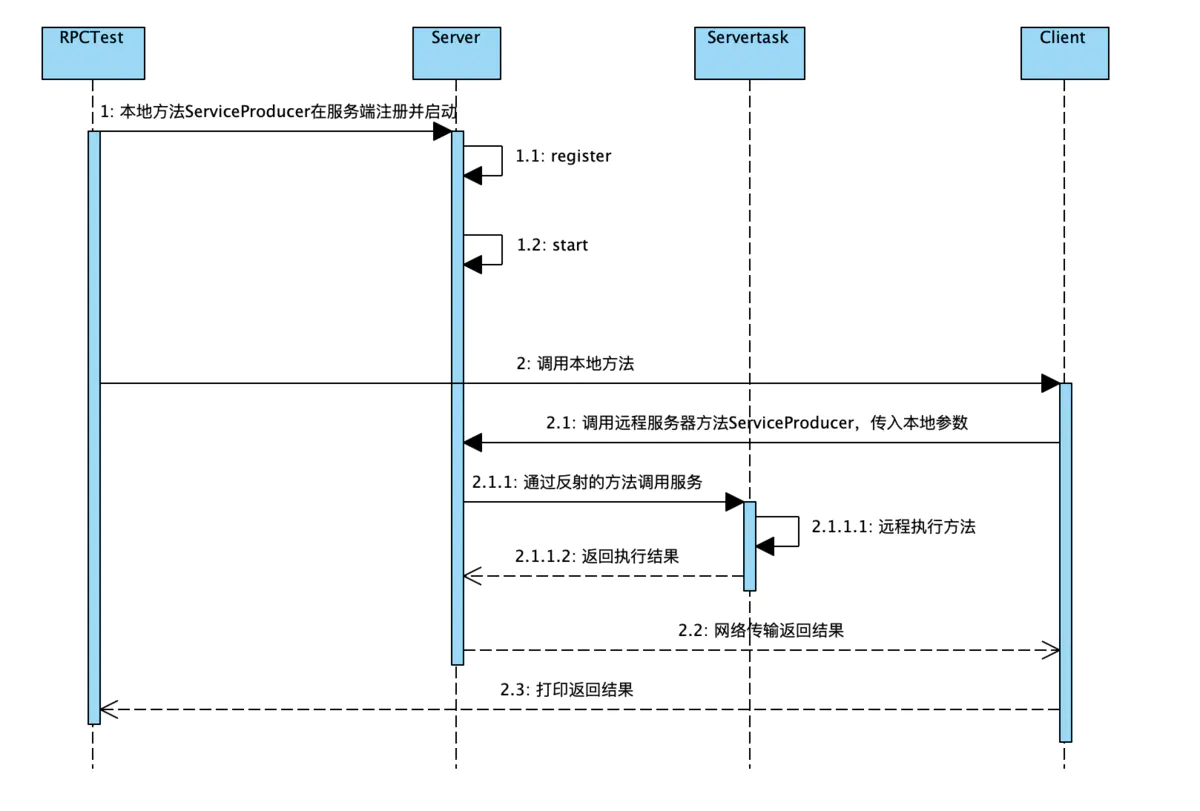 RPCTest
Server
Servertask
Client
1: 本地方法ServiceProducer在服务端注册并启动
1.1: register
1.2: start
2: 调用本地方法
2.1: 调用远程服务器方法ServiceProducer，传入本地参数
2.1.1: 通过反射的方法调用服务
2.1.1.1: 远程执行方法
2.1.1.2: 返回执行结果
2.2: 网络传输返回结果
2.3: 打印返回结果